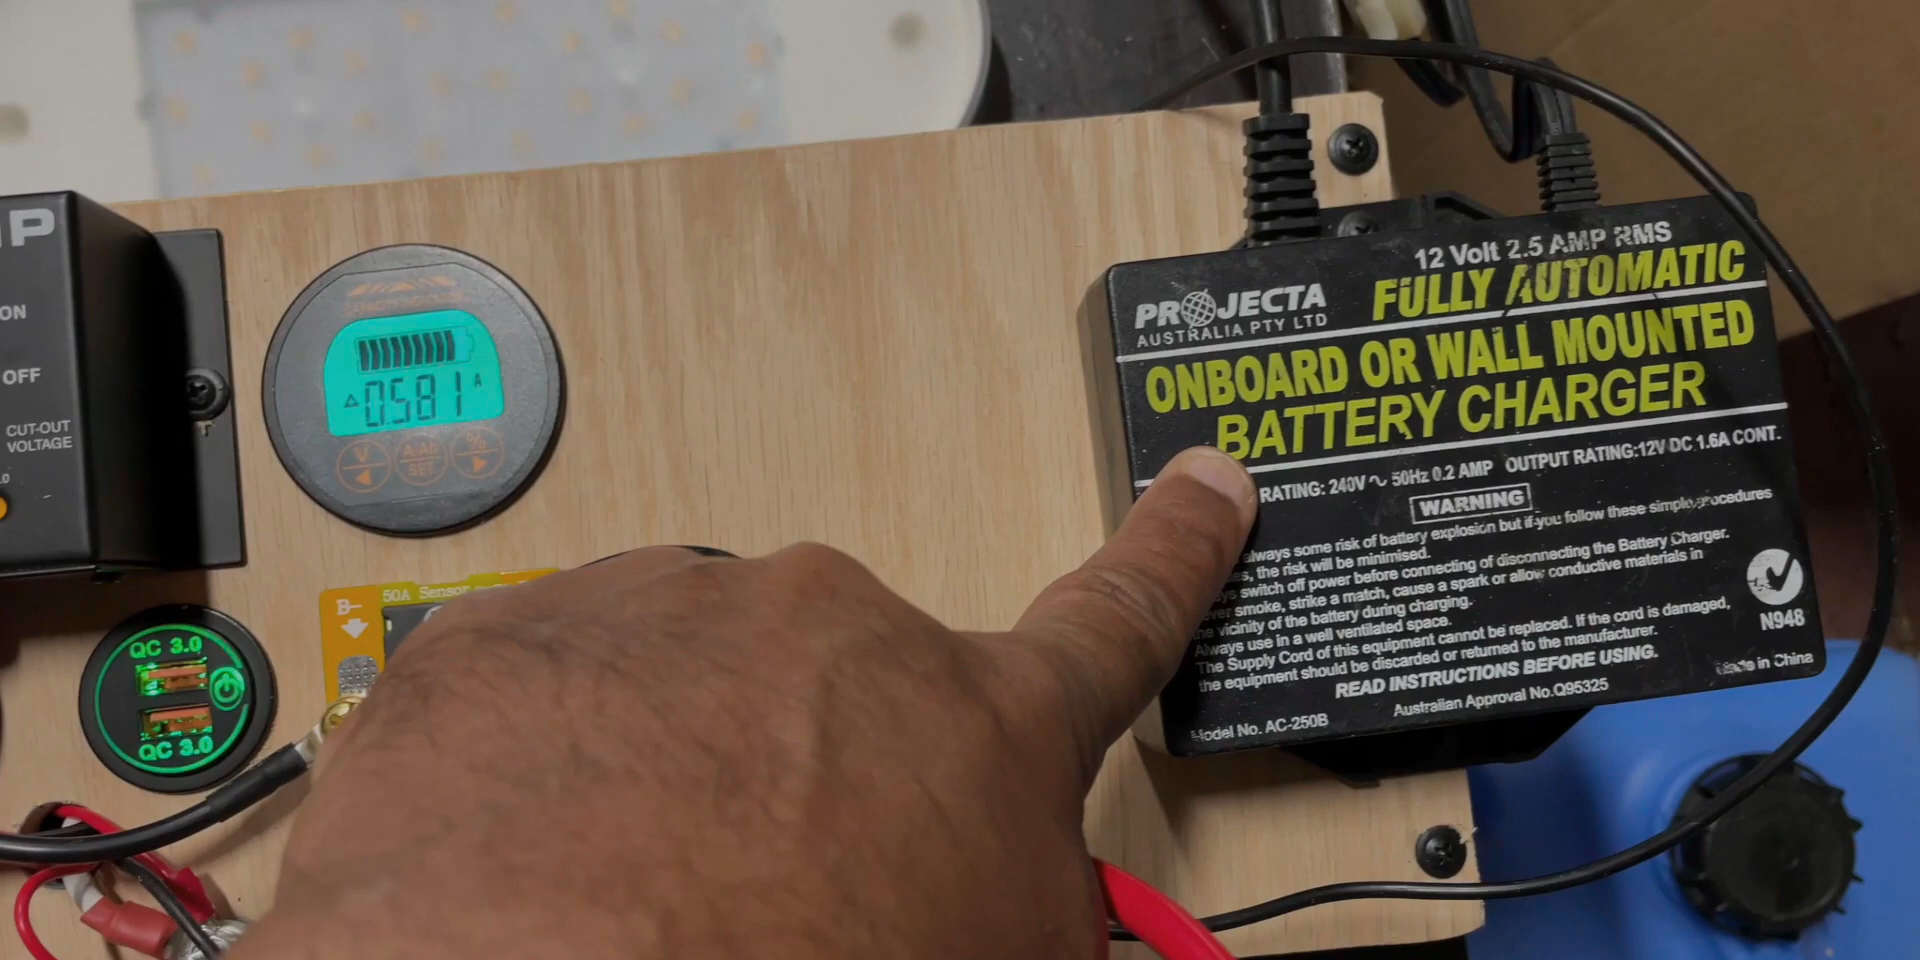 P
ON
OFF
CUT-OUT
VOLTAGE
0.581 A
V
SET
%
QC 3.0
QC 3.0
B-
50A Sensor
12 Volt 2.5 AMP RMS
PROJECTA
AUSTRALIA PTY LTD
FULLY AUTOMATIC
ONBOARD OR WALL MOUNTED
BATTERY CHARGER
RATING: 240V ~ 50Hz 0.2 AMP OUTPUT RATING:12V DC 1.6A CONT.
WARNING
always some risk of battery explosion but if you follow these simple procedures
the risk will be minimised.
switch off power before connecting of disconnecting the Battery Charger.
smoke, strike a match, cause a spark or allow conductive materials in
the vicinity of the battery during charging.
Always use in a well ventilated space.
The Supply Cord of this equipment cannot be replaced. If the cord is damaged,
the equipment should be discarded or returned to the manufacturer.
READ INSTRUCTIONS BEFORE USING.
Model No. AC-250B
Australian Approval No.Q95325
Made in China
N948